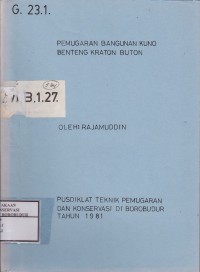 G. 23.1.
PEMUGARAN BANGUNAN KUNO
BENTENG KRATON BUTON
B.1.27.
OLEH: RAJAMUDDIN
PUSDIKLAT TEKNIK PEMUGARAN
DAN KONSERVASI DI BOROBUDUR
TAHUN 1981